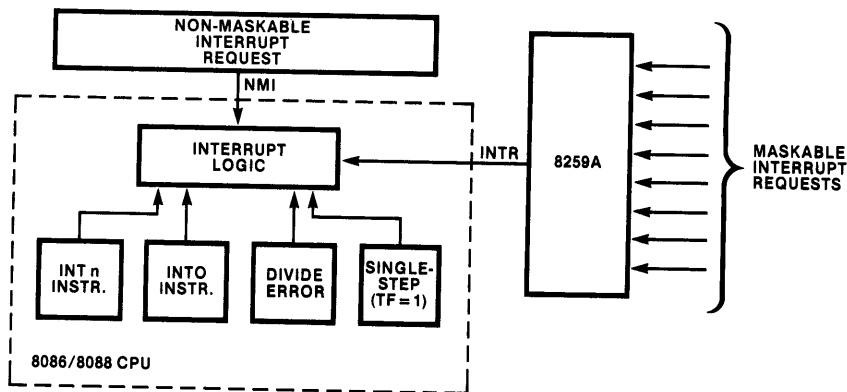 NON-MASKABLE
INTERRUPT
REQUEST
NMI
INTERRUPT
LOGIC
INTR
8259A
MASKABLE
INTERRUPT
REQUESTS
INT n
INSTR.
INTO
INSTR.
DIVIDE
ERROR
SINGLE-
STEP
(TF=1)
8086/8088 CPU